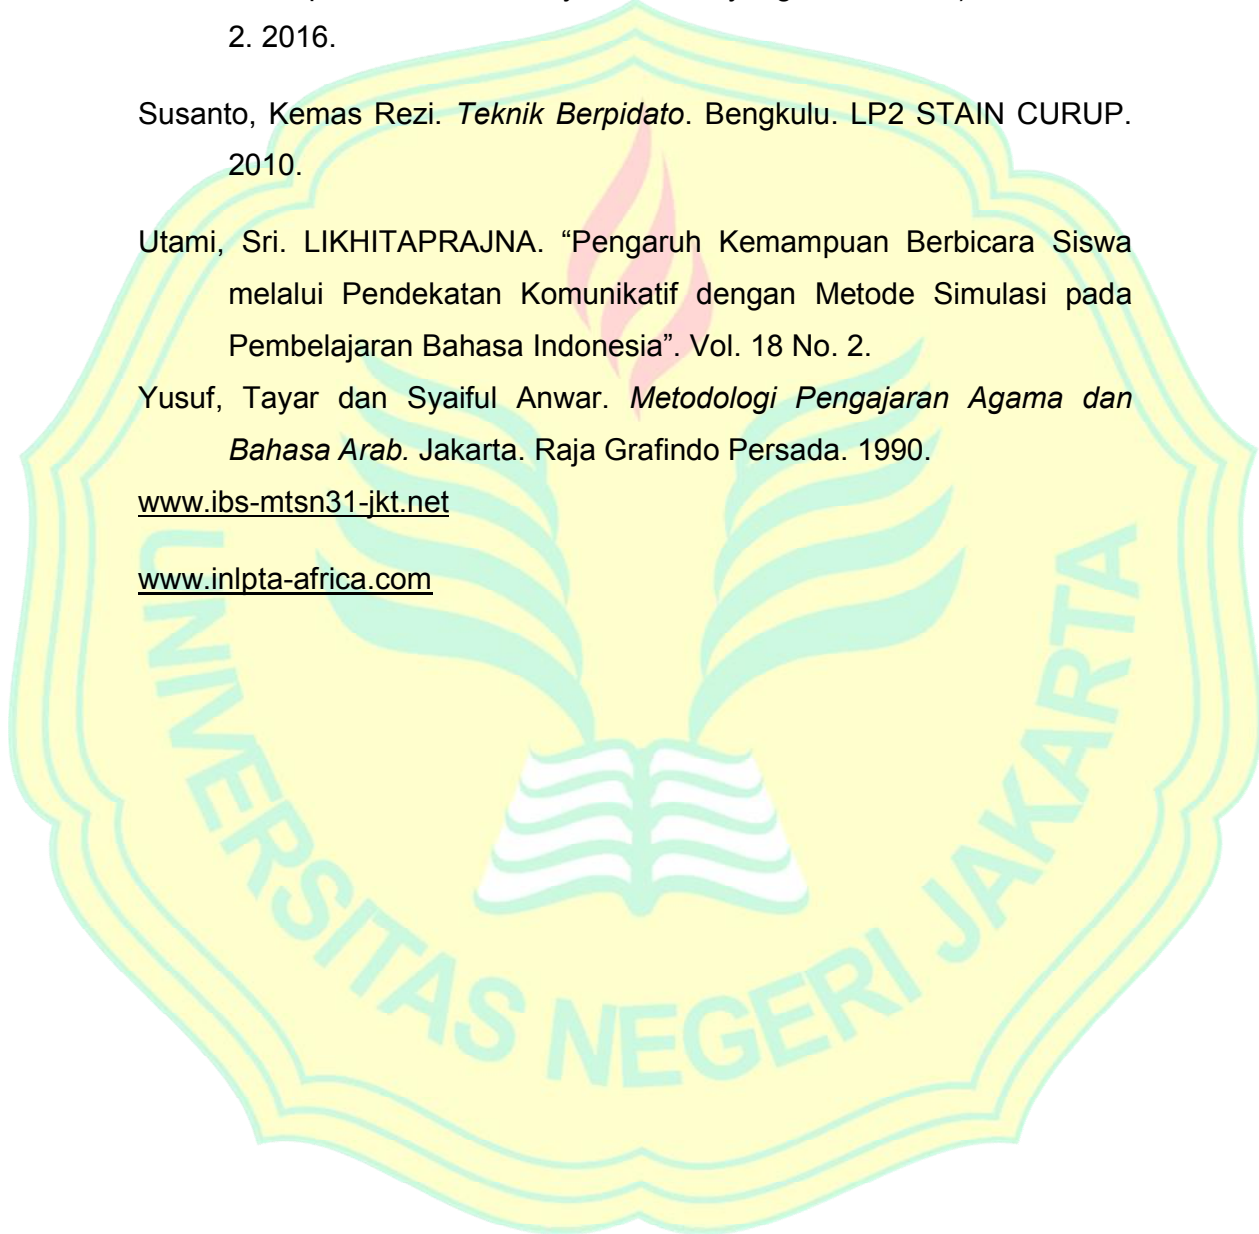 2. 2016.
Susanto, Kemas Rezi. Teknik Berpidato. Bengkulu. LP2 STAIN CURUP.
2010.
Utami, Sri. LIKHITAPRAJNA. “Pengaruh Kemampuan Berbicara Siswa
melalui Pendekatan Komunikatif dengan Metode Simulasi pada
Pembelajaran Bahasa Indonesia”. Vol. 18 No. 2.
Yusuf, Tayar dan Syaiful Anwar. Metodologi Pengajaran Agama dan
Bahasa Arab. Jakarta. Raja Grafindo Persada. 1990.
www.ibs-mtsn31-jkt.net
www.inlpta-africa.com
UNIVERSITAS NEGERI JAKARTA